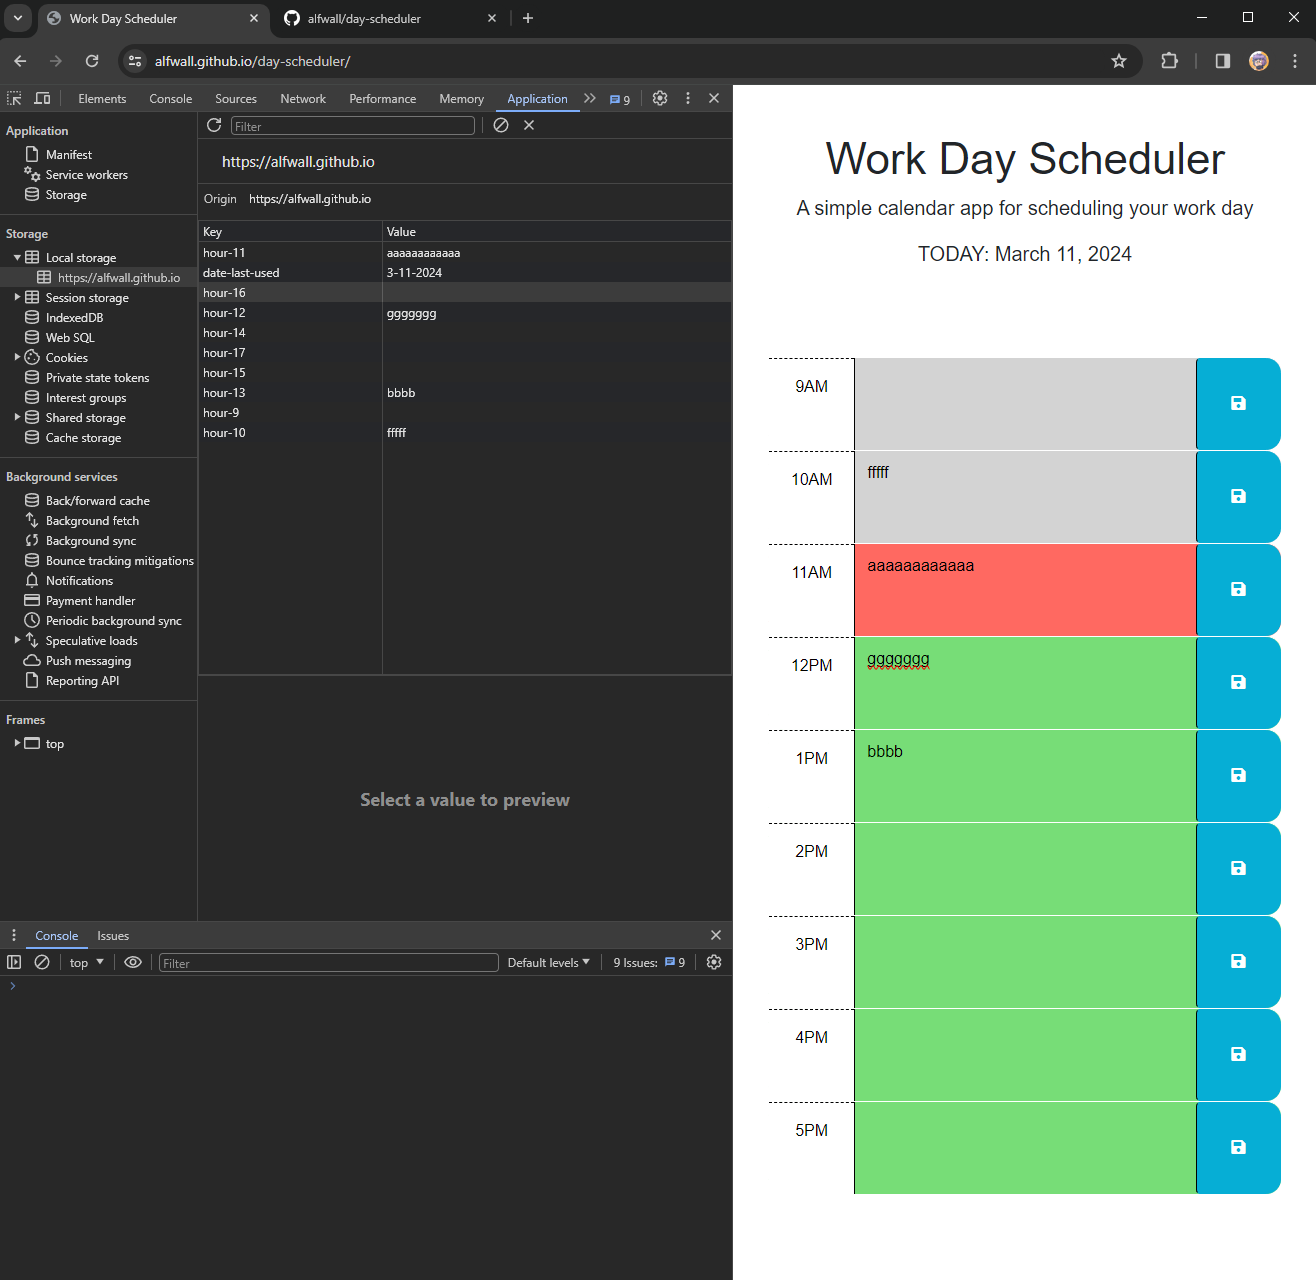 Work Day Scheduler
alfwall/day-scheduler
alfwall.github.io/day-scheduler/
Elements Console Sources Network Performance Memory Application 9
Application
Manifest
Service workers
Storage
Storage
Local storage
https://alfwall.github.io
Session storage
IndexedDB
Web SQL
Cookies
Private state tokens
Interest groups
Shared storage
Cache storage
Background services
Back/forward cache
Background fetch
Background sync
Bounce tracking mitigations
Notifications
Payment handler
Periodic background sync
Speculative loads
Push messaging
Reporting API
Frames
top
Filter
https://alfwall.github.io
Origin https://alfwall.github.io
Key Value
hour-11 aaaaaaaaaaaa
date-last-used 3-11-2024
hour-16
hour-12 ggggggg
hour-14
hour-17
hour-15
hour-13 bbbb
hour-9
hour-10 fffff
Select a value to preview
Console Issues
top Filter Default levels 9 Issues: 9
Work Day Scheduler
A simple calendar app for scheduling your work day
TODAY: March 11, 2024
9AM
10AM fffff
11AM aaaaaaaaaaaa
12PM ggggggg
1PM bbbb
2PM
3PM
4PM
5PM